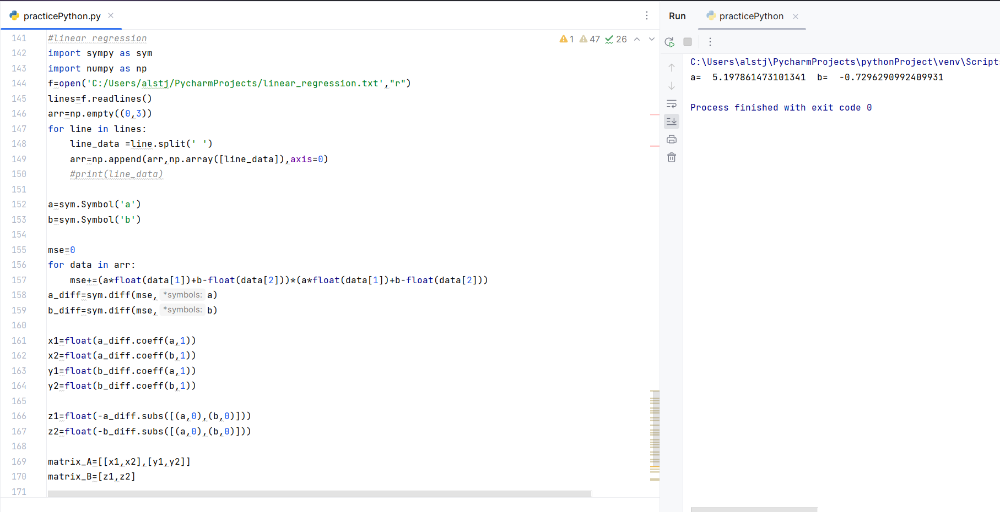 practicePython.py
Run
practicePython
141 #linear regression
1 47 26
142 import sympy as sym
143 import numpy as np
144 f=open('C:/Users/alstj/PycharmProjects/linear_regression.txt',"r")
145 lines=f.readlines()
146 arr=np.empty((0,3))
147 for line in lines:
148 line_data =line.split(' ')
149 arr=np.append(arr,np.array([line_data]),axis=0)
150 #print(line_data)
151
152 a=sym.Symbol('a')
153 b=sym.Symbol('b')
154
155 mse=0
156 for data in arr:
157 mse+=(a*float(data[1])+b-float(data[2]))*(a*float(data[1])+b-float(data[2]))
158 a_diff=sym.diff(mse, *symbols: a)
159 b_diff=sym.diff(mse, *symbols: b)
160
161 x1=float(a_diff.coeff(a,1))
162 x2=float(a_diff.coeff(b,1))
163 y1=float(b_diff.coeff(a,1))
164 y2=float(b_diff.coeff(b,1))
165
166 z1=float(-a_diff.subs([(a,0),(b,0)]))
167 z2=float(-b_diff.subs([(a,0),(b,0)]))
168
169 matrix_A=[[x1,x2],[y1,y2]]
170 matrix_B=[z1,z2]
171
C:\Users\alstj\PycharmProjects\pythonProject\venv\Script
a=  5.197861473101341  b=  -0.7296290992409931
Process finished with exit code 0